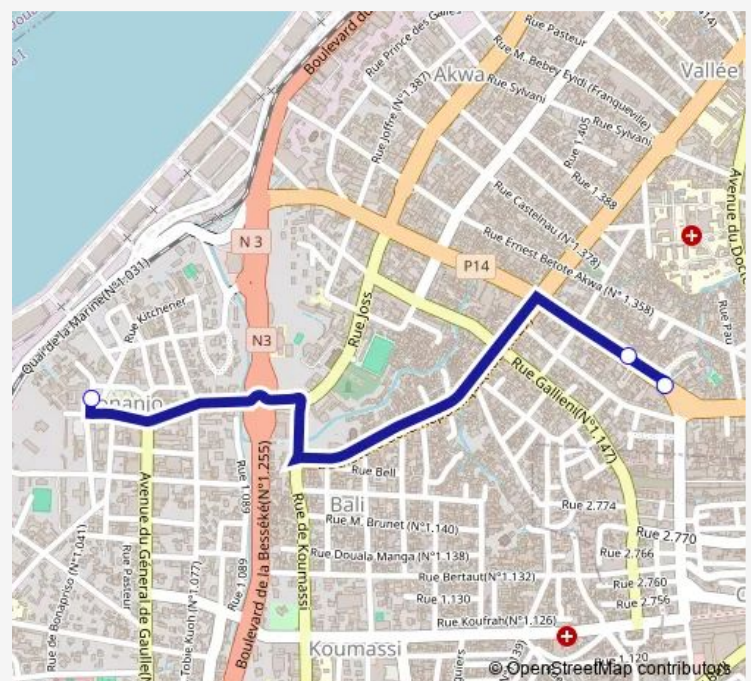 Boulevard du
Rue Prince des Galles
Rue Pasteur
Rue M. Bebey Eyidi (Franqueville)
Akwa
Vallée
Rue Sylvani
Rue Sylvani
Rue 1.405
Rue Joffre (N°1.387)
Rue 1.388
Avenue du Doct
Rue Castelnau (N°1.378)
Rue Ernest Betote Akwa (N° 1.358)
N 3
P14
Quai de la Marine(N°1.031)
Rue Kitchener
Rue Joss
N3
Rue Pau
Rue Gallieni(N°1.147)
nanjo
Rue Bell
Bali
Rue 1.089
Boulevard de la Besséké(N°1.255)
Rue de Koumassi
Rue M. Brunet (N°1.140)
Rue 2.774
Rue 2.770
Rue Douala Manga (N°1.138)
Rue 2.766
Rue Bertaut(N°1.132)
Rue 2.760
Rue 1.130
Rue 2.756
Rue Koufrah(N°1.126)
Rue de Bonapriso (N°1.041)
Rue Pasteur
Avenue du Géneral de Gaulle(N
Tobie Kuoh (N°1.077)
Rue 1.089
Koumassi
1.120
© OpenStreetMap contributors